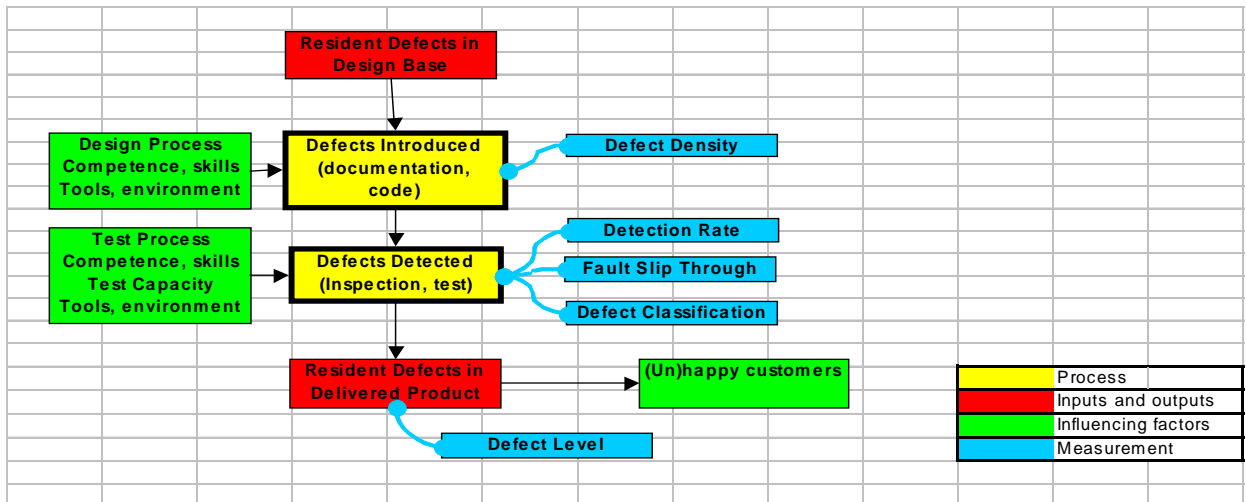 Resident Defects in
Design Base
Design Process
Competence, skills
Tools, environment
Defects Introduced
(documentation,
code)
Defect Density
Test Process
Competence, skills
Test Capacity
Tools, environment
Defects Detected
(Inspection, test)
Detection Rate
Fault Slip Through
Defect Classification
Resident Defects in
Delivered Product
(Un)happy customers
Defect Level
Process
Inputs and outputs
Influencing factors
Measurement